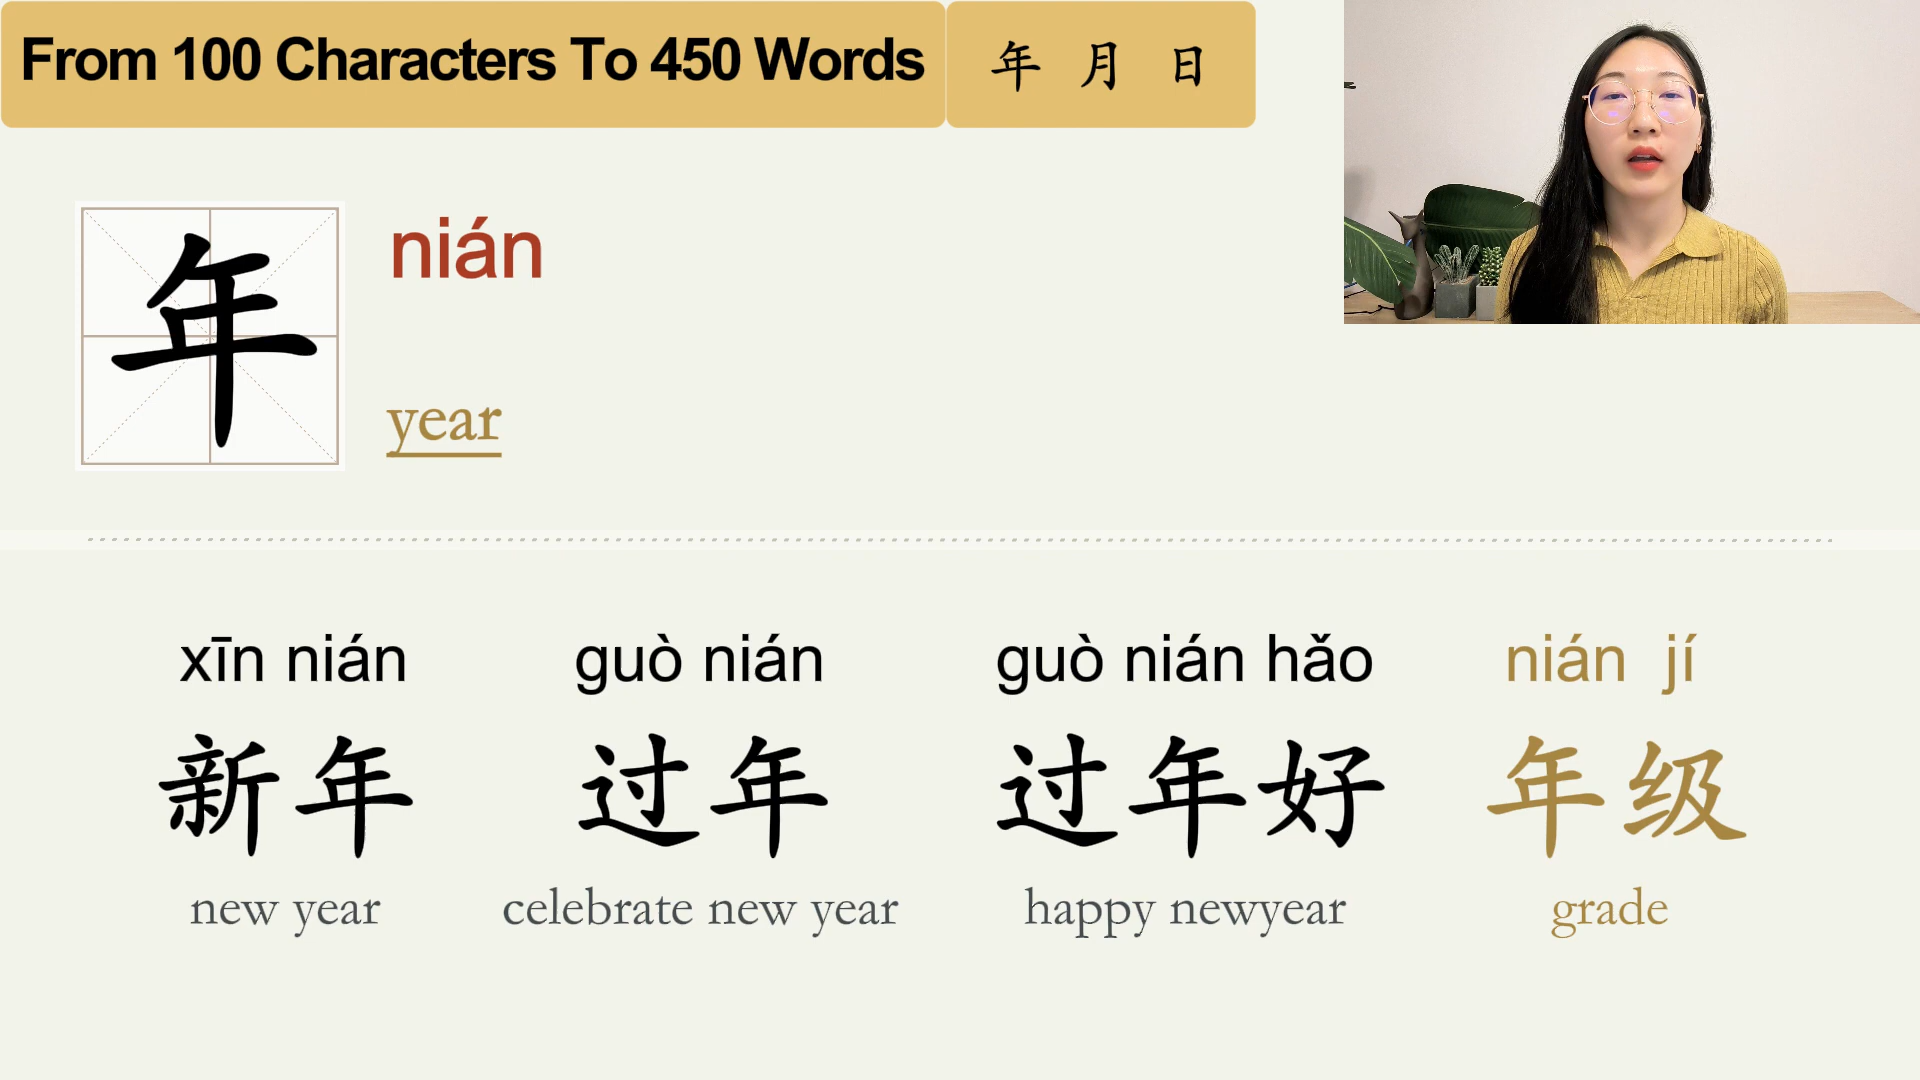 From 100 Characters To 450 Words
年 月 日
年
nián
year
xīn nián
新年
new year
guò nián
过年
celebrate new year
guò nián hǎo
过年好
happy newyear
nián jí
年级
grade